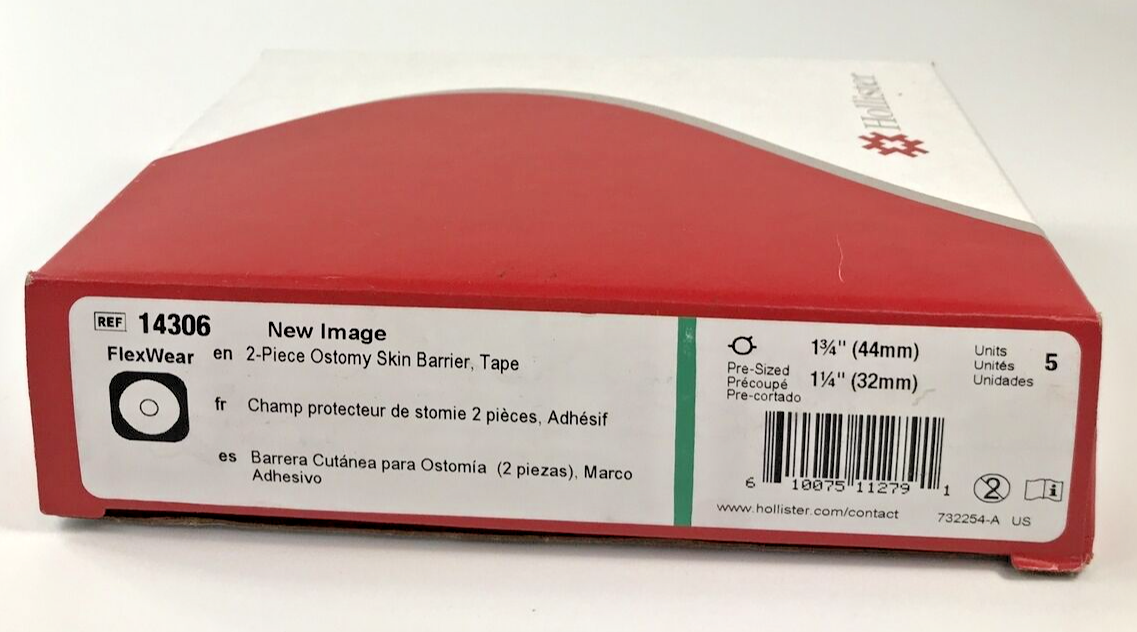 Hollister
REF 14306
New Image
FlexWear
en 2-Piece Ostomy Skin Barrier, Tape
fr Champ protecteur de stomie 2 pièces, Adhésif
es Barrera Cutánea para Ostomía (2 piezas), Marco
Adhesivo
1¾" (44mm)
Pre-Sized
Précoupé
Pre-cortado
1¼" (32mm)
Units
Unités
Unidades
5
6 10075 11279 1
2
i
www.hollister.com/contact
732254-A US